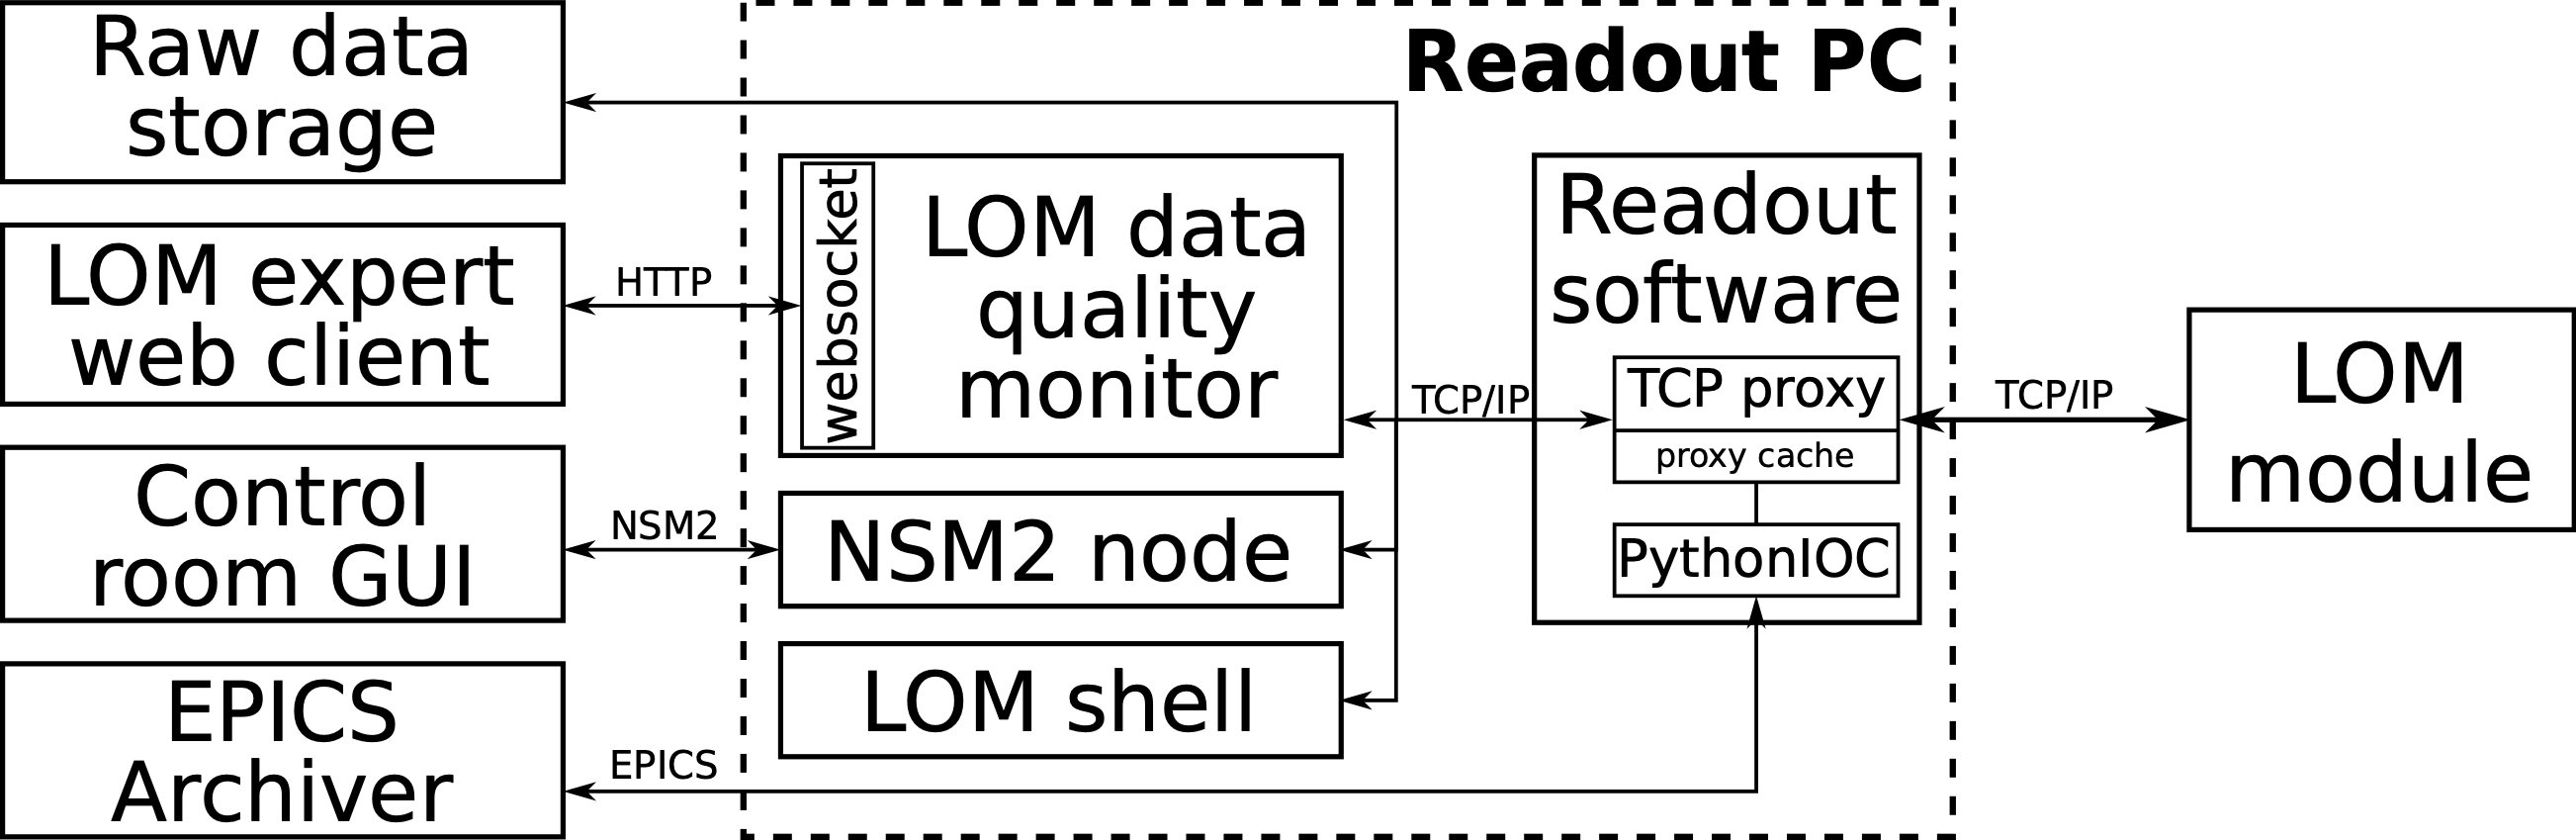 Raw data
storage
LOM expert
web client
Control
room GUI
EPICS
Archiver
HTTP
NSM2
EPICS
Readout PC
websocket
LOM data
quality
monitor
NSM2 node
LOM shell
TCP/IP
Readout
software
TCP proxy
proxy cache
PythonIOC
TCP/IP
LOM
module